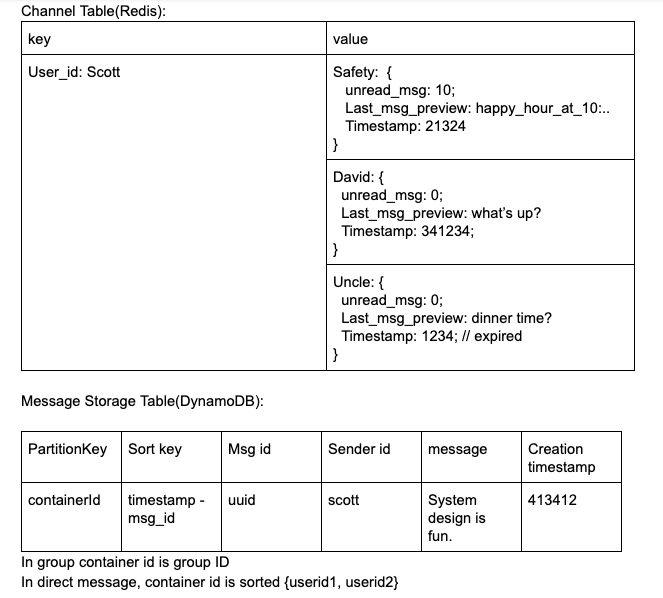 Channel Table(Redis):
key
value
User_id: Scott
Safety: {
unread_msg: 10;
Last_msg_preview: happy_hour_at_10:..
Timestamp: 21324
}
David: {
unread_msg: 0;
Last_msg_preview: what’s up?
Timestamp: 341234;
}
Uncle: {
unread_msg: 0;
Last_msg_preview: dinner time?
Timestamp: 1234; // expired
}
Message Storage Table(DynamoDB):
PartitionKey
Sort key
Msg id
Sender id
message
Creation
timestamp
containerId
timestamp -
msg_id
uuid
scott
System
design is
fun.
413412
In group container id is group ID
In direct message, container id is sorted {userid1, userid2}